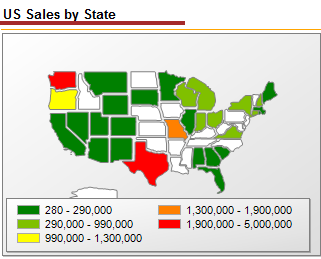 US Sales by State
280 - 290,000
1,300,000 - 1,900,000
290,000 - 990,000
1,900,000 - 5,000,000
990,000 - 1,300,000